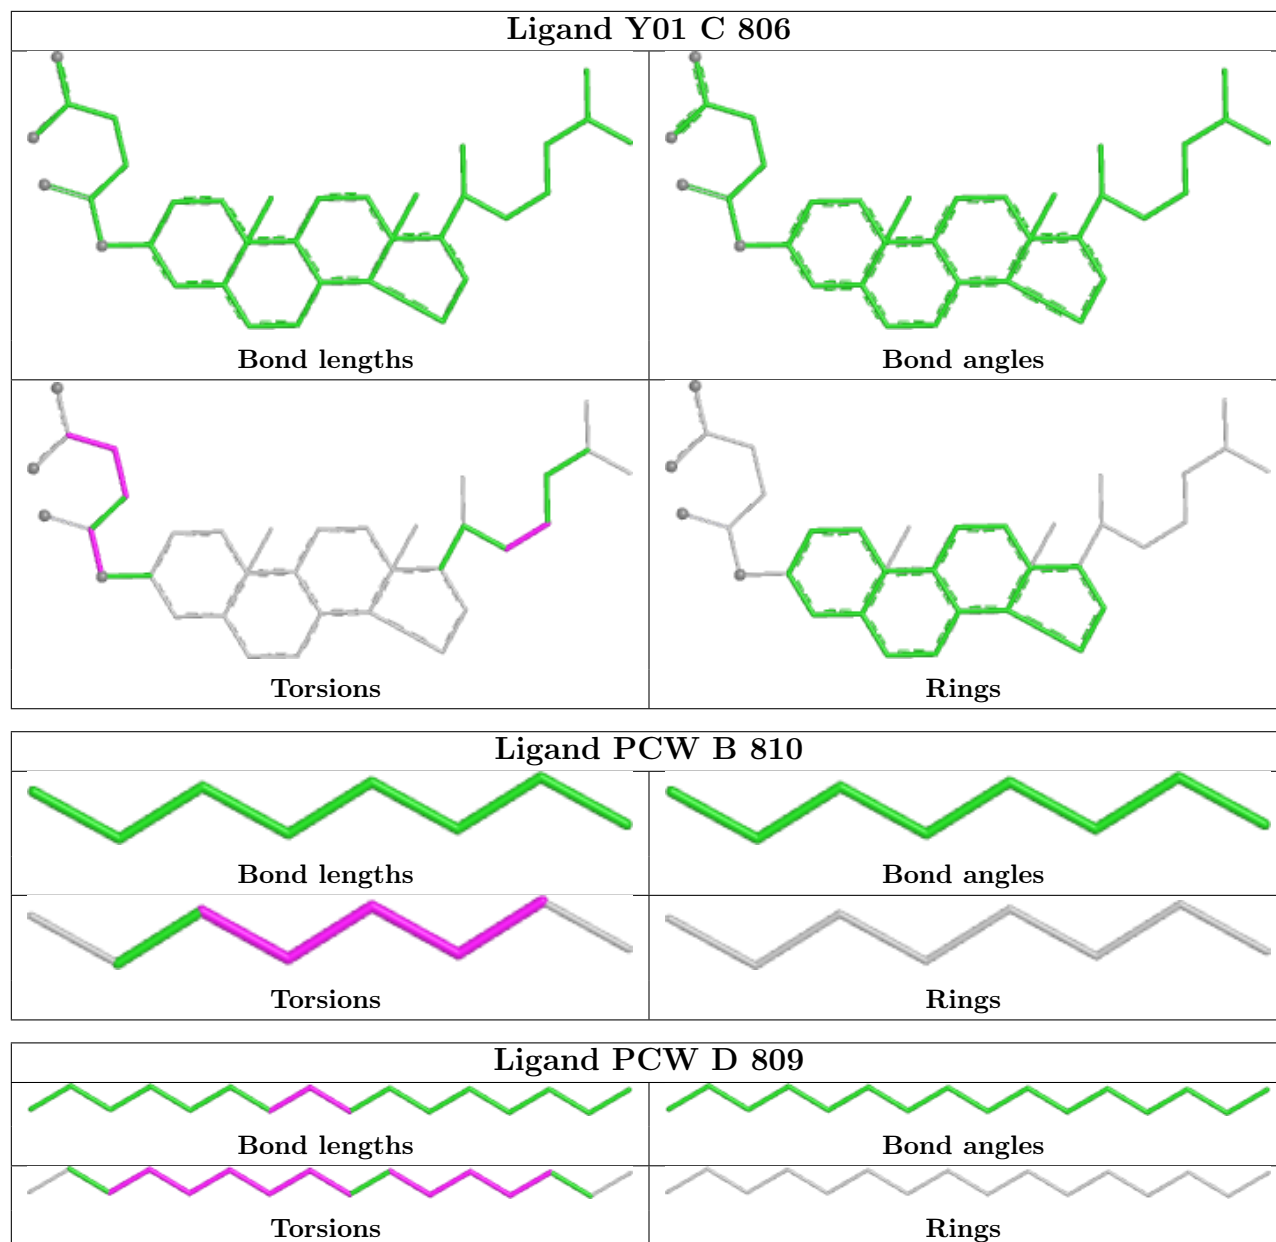 Ligand Y01 C 806
Bond lengths
Bond angles
Torsions
Rings
Ligand PCW B 810
Bond lengths
Bond angles
Torsions
Rings
Ligand PCW D 809
Bond lengths
Bond angles
Torsions
Rings